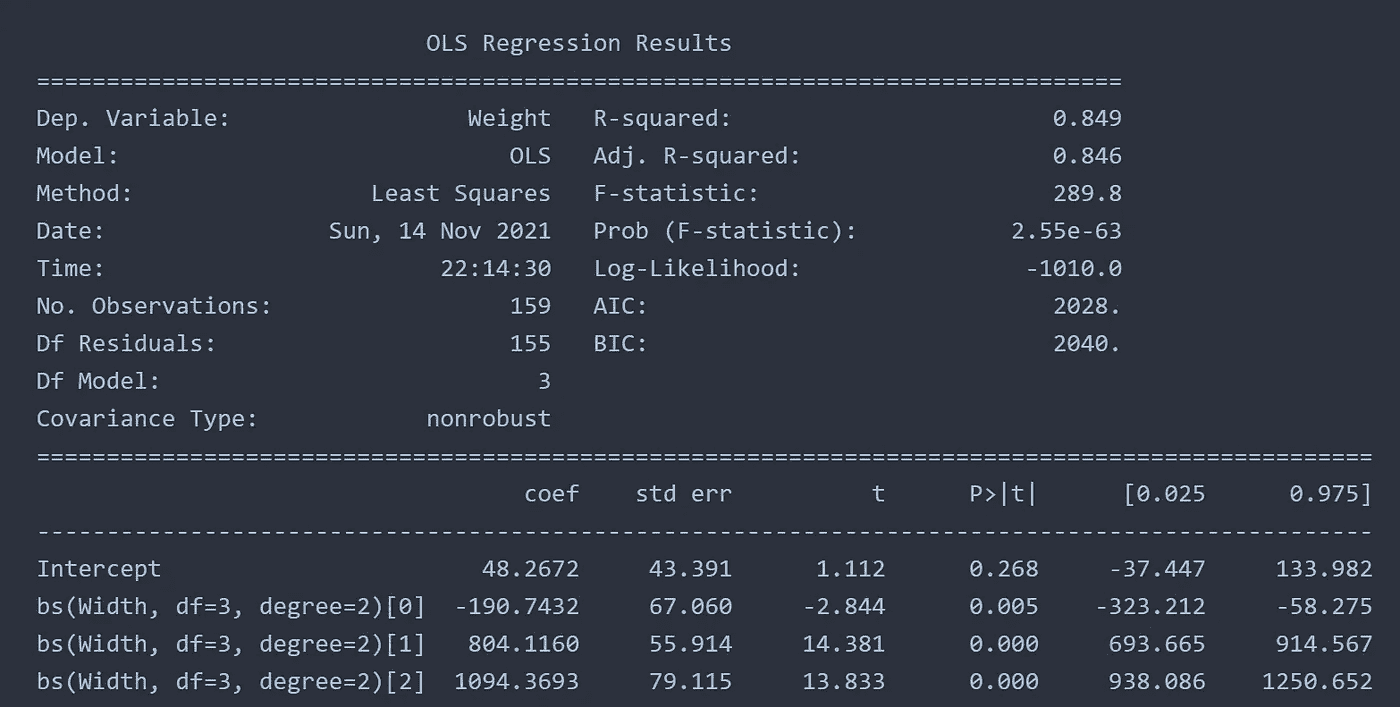 OLS Regression Results
==============================================================================
Dep. Variable: Weight R-squared: 0.849
Model: OLS Adj. R-squared: 0.846
Method: Least Squares F-statistic: 289.8
Date: Sun, 14 Nov 2021 Prob (F-statistic): 2.55e-63
Time: 22:14:30 Log-Likelihood: -1010.0
No. Observations: 159 AIC: 2028.
Df Residuals: 155 BIC: 2040.
Df Model: 3
Covariance Type: nonrobust
================================================================================================
coef std err t P>|t| [0.025 0.975]
------------------------------------------------------------------------------------------------
Intercept 48.2672 43.391 1.112 0.268 -37.447 133.982
bs(Width, df=3, degree=2)[0] -190.7432 67.060 -2.844 0.005 -323.212 -58.275
bs(Width, df=3, degree=2)[1] 804.1160 55.914 14.381 0.000 693.665 914.567
bs(Width, df=3, degree=2)[2] 1094.3693 79.115 13.833 0.000 938.086 1250.652